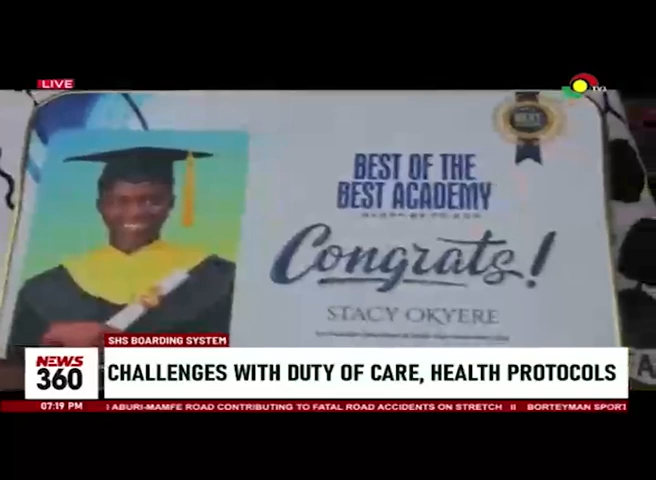 LIVE
BEST OF THE
BEST ACADEMY
Congrats!
STACY OKYERE
SHS BOARDING SYSTEM
NEWS
360
CHALLENGES WITH DUTY OF CARE, HEALTH PROTOCOLS
07:19 PM
ABURI-MAMFE ROAD CONTRIBUTING TO FATAL ROAD ACCIDENTS ON STRETCH II BORTEYMAN SPORT